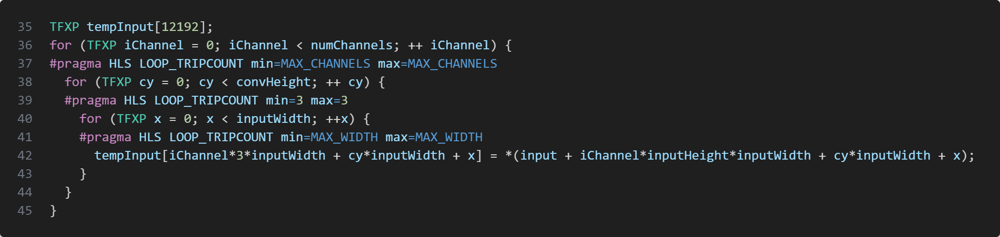 35 TFXP tempInput[12192];
36 for (TFXP iChannel = 0; iChannel < numChannels; ++ iChannel) {
37 #pragma HLS LOOP_TRIPCOUNT min=MAX_CHANNELS max=MAX_CHANNELS
38   for (TFXP cy = 0; cy < convHeight; ++ cy) {
39   #pragma HLS LOOP_TRIPCOUNT min=3 max=3
40     for (TFXP x = 0; x < inputWidth; ++x) {
41     #pragma HLS LOOP_TRIPCOUNT min=MAX_WIDTH max=MAX_WIDTH
42       tempInput[iChannel*3*inputWidth + cy*inputWidth + x] = *(input + iChannel*inputHeight*inputWidth + cy*inputWidth + x);
43     }
44   }
45 }